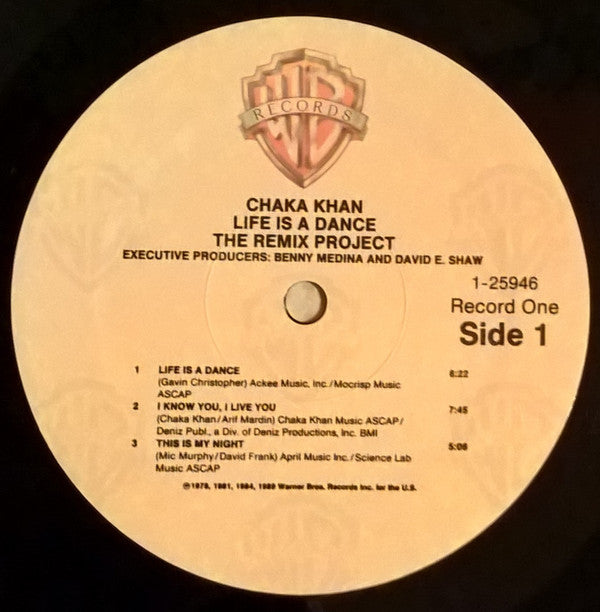 WB
RECORDS
CHAKA KHAN
LIFE IS A DANCE
THE REMIX PROJECT
EXECUTIVE PRODUCERS: BENNY MEDINA AND DAVID E. SHAW
1-25946
Record One
Side 1
1 LIFE IS A DANCE 6:22
(Gavin Christopher) Ackee Music, Inc./Mocrisp Music
ASCAP
2 I KNOW YOU, I LIVE YOU 7:45
(Chaka Khan/Arif Mardin) Chaka Khan Music ASCAP/
Deniz Publ., a Div. of Deniz Productions, Inc. BMI
3 THIS IS MY NIGHT 5:06
(Mic Murphy/David Frank) April Music Inc./Science Lab
Music ASCAP
℗1978, 1981, 1984, 1989 Warner Bros. Records Inc. for the U.S.